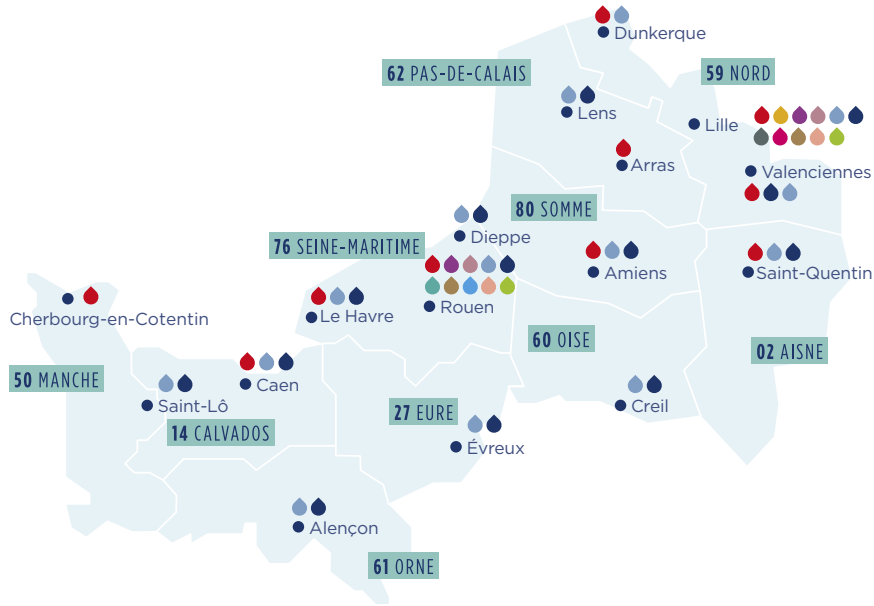 Dunkerque
62 PAS-DE-CALAIS
59 NORD
Lens
Lille
Arras
Valenciennes
80 SOMME
Dieppe
76 SEINE-MARITIME
Amiens
Saint-Quentin
Cherbourg-en-Cotentin
Le Havre
Rouen
60 OISE
02 AISNE
50 MANCHE
Caen
Saint-Lô
Creil
27 EURE
14 CALVADOS
Évreux
Alençon
61 ORNE